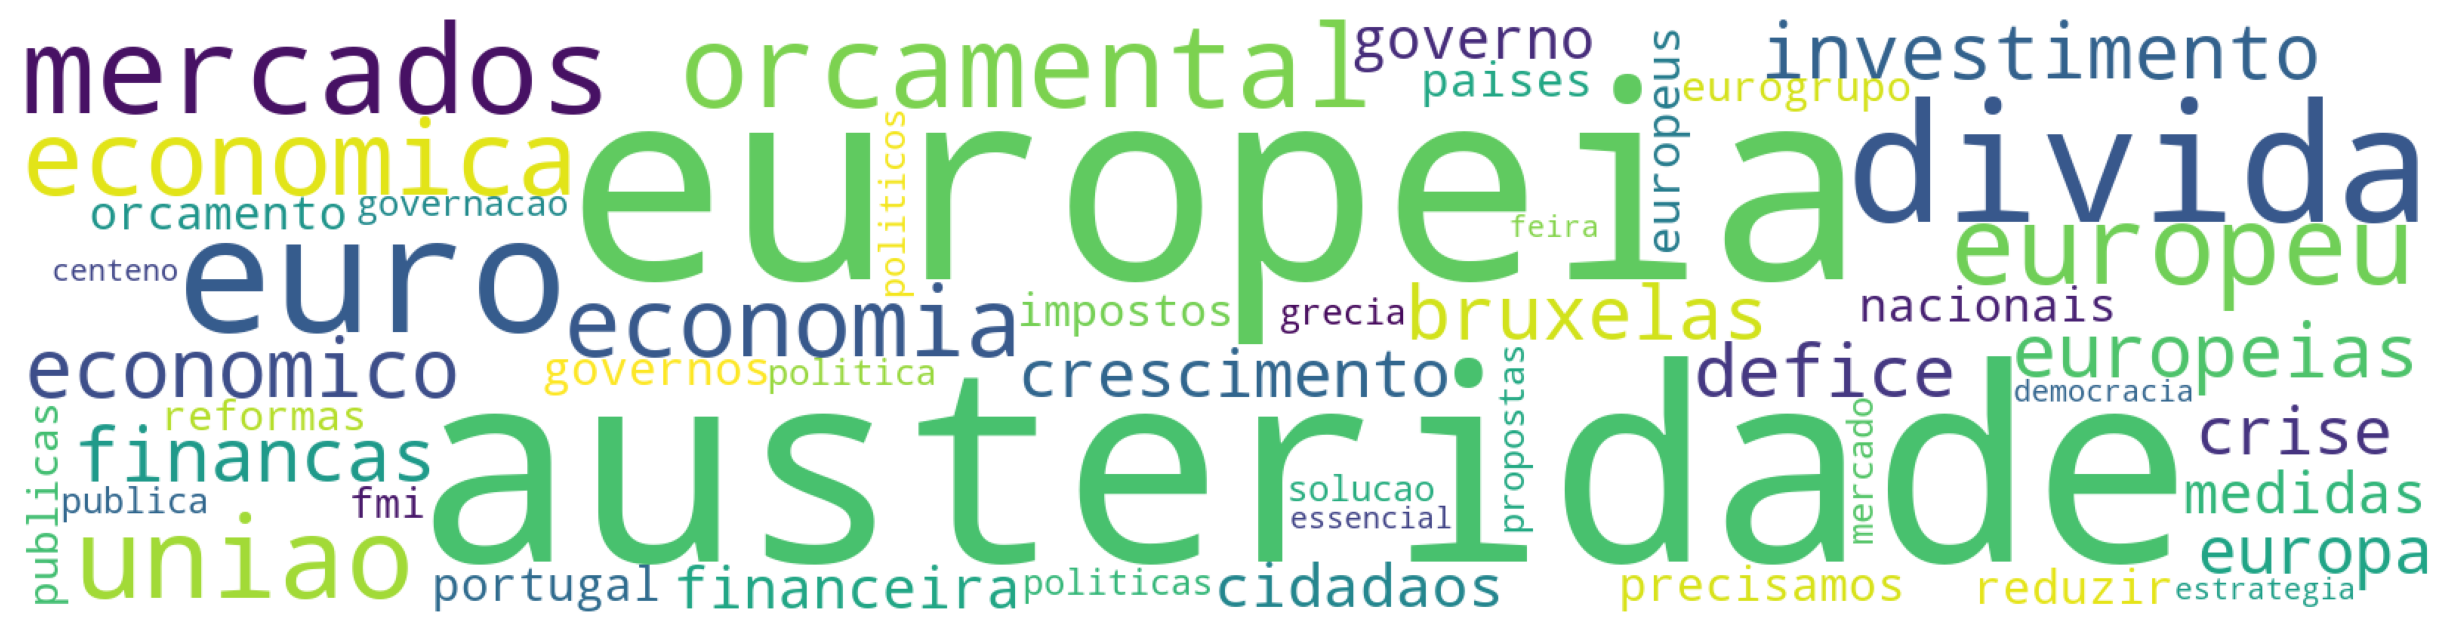 mercados
orcamental
governo
paises
europeus
investimento
eurogrupo
economica
europeia
divida
politicos
orcamento
governacao
feira
europeu
centeno
euro
economia
impostos
grecia
bruxelas
nacionais
economico
governos
politica
crescimento
defice
europeias
democracia
reformas
austeridade
propostas
mercado
crise
publicas
financas
publica
fmi
solucao
essencial
medidas
uniao
europa
portugal
financeira
politicas
cidadaos
precisamos
reduzir
estrategia